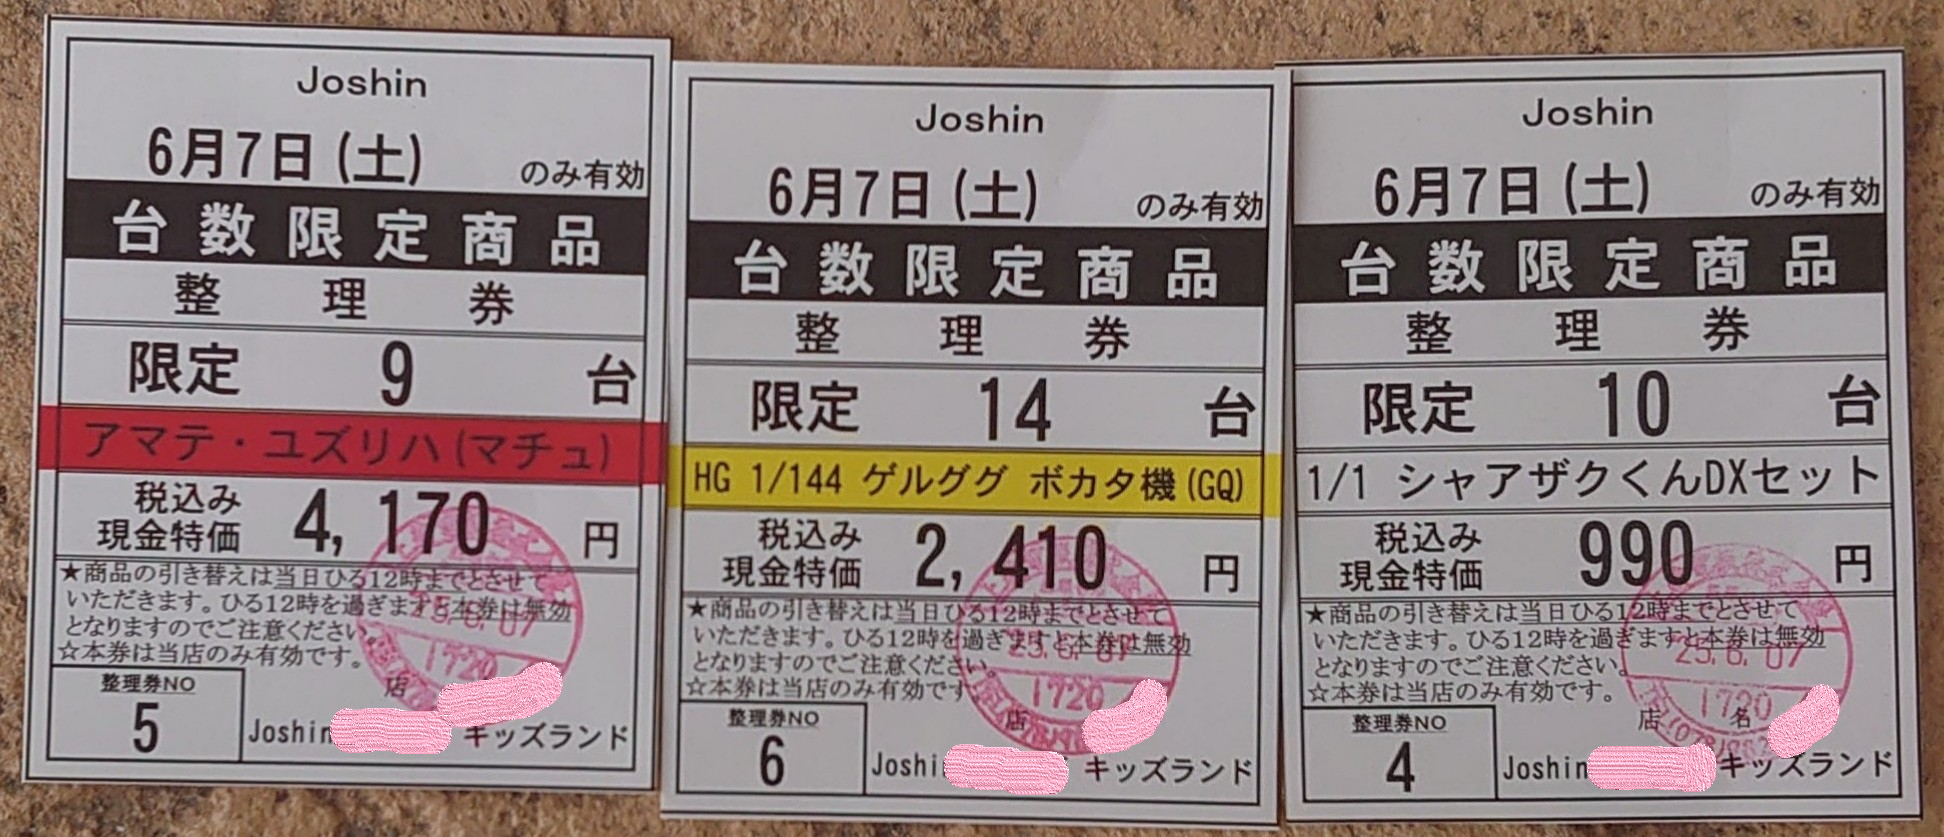 Joshin
6月7日(土) のみ有効
台数限定商品
整理券
限定 9 台
アマテ・ユズリハ(マチュ)
税込み
現金特価 4,170 円
★商品の引き替えは当日ひる12時までとさせて
いただきます。ひる12時を過ぎますと本券は無効
となりますのでご注意ください。
☆本券は当店のみ有効です。
25.6.07
1720
店
整理券NO
5
Joshin キッズランド
Joshin
6月7日(土) のみ有効
台数限定商品
整理券
限定 14 台
HG 1/144 ゲルググ ボカタ機(GQ)
税込み
現金特価 2,410 円
★商品の引き替えは当日ひる12時までとさせて
いただきます。ひる12時を過ぎますと本券は無効
となりますのでご注意ください。
☆本券は当店のみ有効です
25.6.07
1720
店
整理券NO
6
Joshi キッズランド
Joshin
6月7日(土) のみ有効
台数限定商品
整理券
限定 10 台
1/1 シャアザクくんDXセット
税込み
現金特価 990 円
★商品の引き替えは当日ひる12時までとさせて
いただきます。ひる12時を過ぎますと本券は無効
となりますのでご注意ください。
☆本券は当店のみ有効です。
25.6.07
1720
店 名
整理券NO
4
Joshin キッズランド